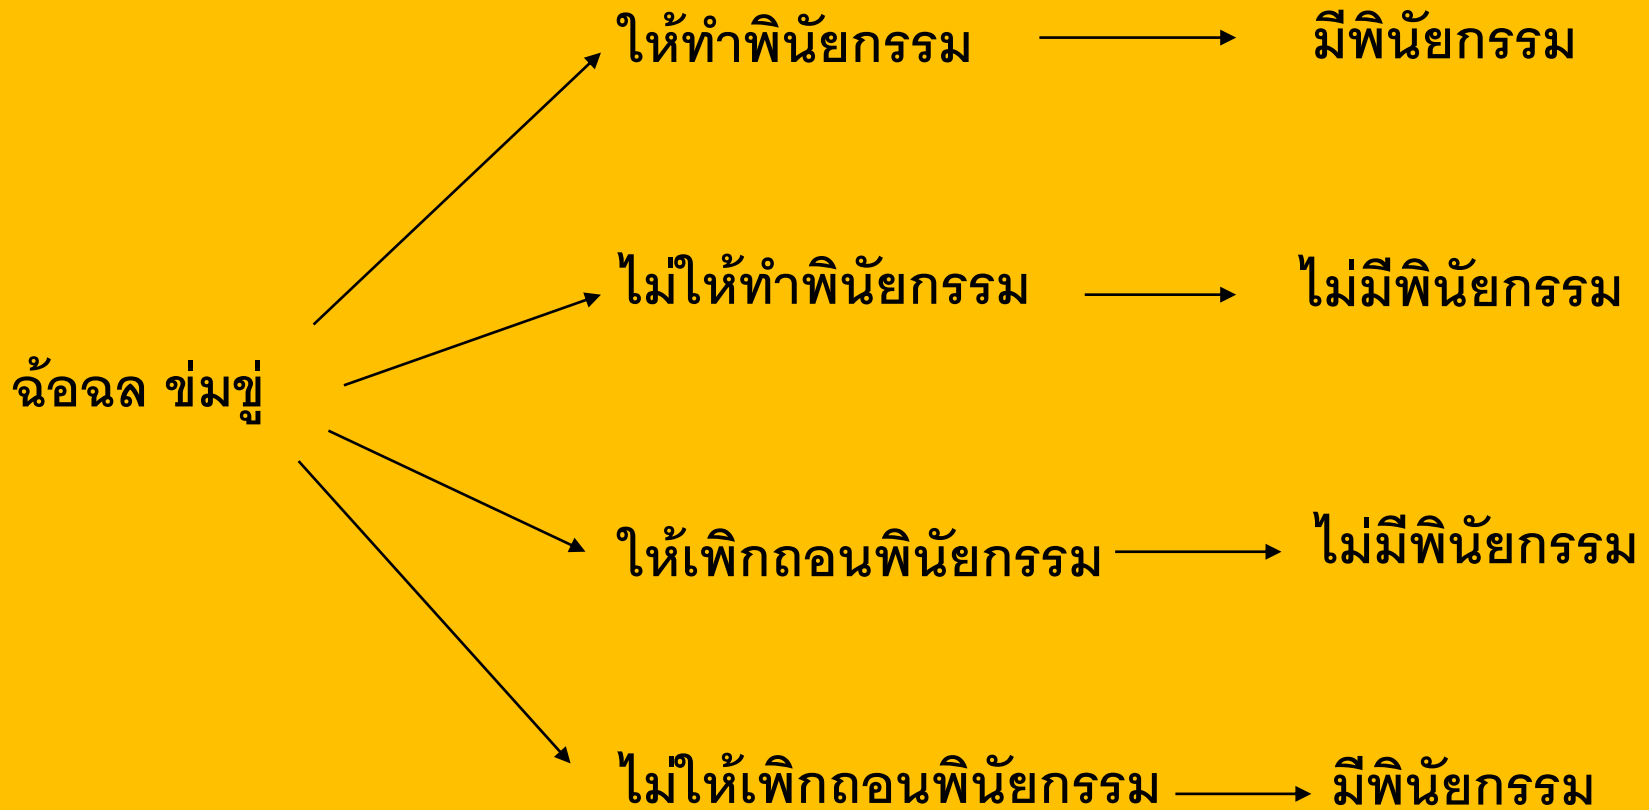 ให้ทำพินัยกรรม
มีพินัยกรรม
ไม่ให้ทำพินัยกรรม
ไม่มีพินัยกรรม
ฉ้อฉล ข่มขู่
ให้เพิกถอนพินัยกรรม
ไม่มีพินัยกรรม
ไม่ให้เพิกถอนพินัยกรรม
มีพินัยกรรม